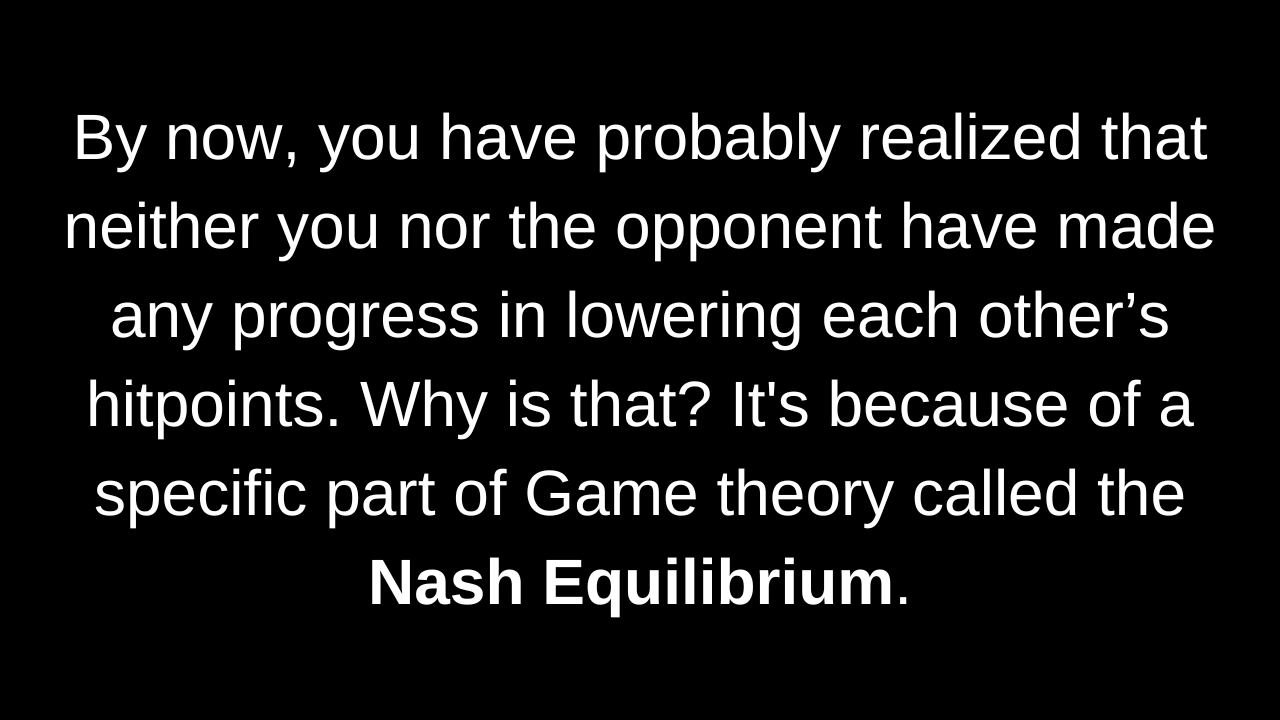 By now, you have probably realized that
neither you nor the opponent have made
any progress in lowering each other’s
hitpoints. Why is that? It's because of a
specific part of Game theory called the
Nash Equilibrium.